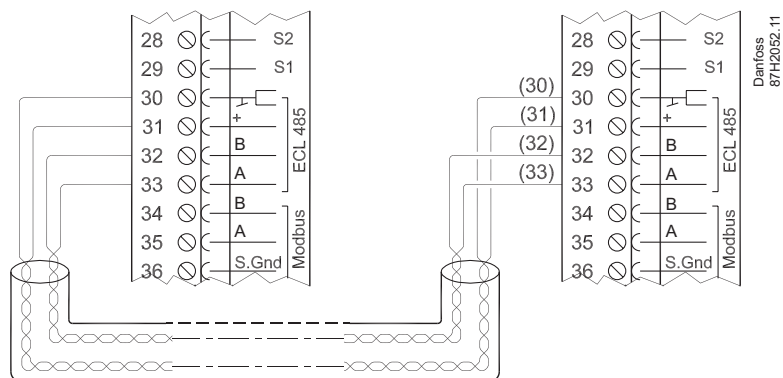 28 S2
29 S1
30
31 +
32 B
33 A
ECL 485
34 B
35 A
36 S.Gnd
Modbus
(30)
(31)
(32)
(33)
28 S2
29 S1
30
31 +
32 B
33 A
ECL 485
34 B
35 A
36 S.Gnd
Modbus
Danfoss
87H2052.11